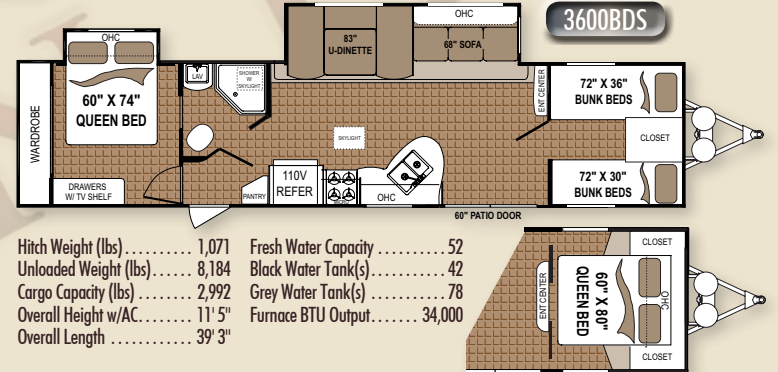 3600BDS
OHC
83"
U-DINETTE
OHC
68" SOFA
WARDROBE
60" X 74"
QUEEN BED
LAV
SHOWER
W/
SKYLIGHT
ENT CENTER
72" X 36"
BUNK BEDS
SKYLIGHT
CLOSET
DRAWERS
W/ TV SHELF
PANTRY
110V
REFER
MICRO
OHC
72" X 30"
BUNK BEDS
60" PATIO DOOR
Hitch Weight (lbs) . . . . . . . . . . 1,071
Unloaded Weight (lbs) . . . . . . 8,184
Cargo Capacity (lbs) . . . . . . . . 2,992
Overall Height w/AC. . . . . . . . 11' 5"
Overall Length . . . . . . . . . . . . 39' 3"
Fresh Water Capacity . . . . . . . . . . 52
Black Water Tank(s) . . . . . . . . . . . 42
Grey Water Tank(s) . . . . . . . . . . . 78
Furnace BTU Output. . . . . . 34,000
CLOSET
ENT CENTER
60" X 80"
QUEEN BED
OHC
CLOSET